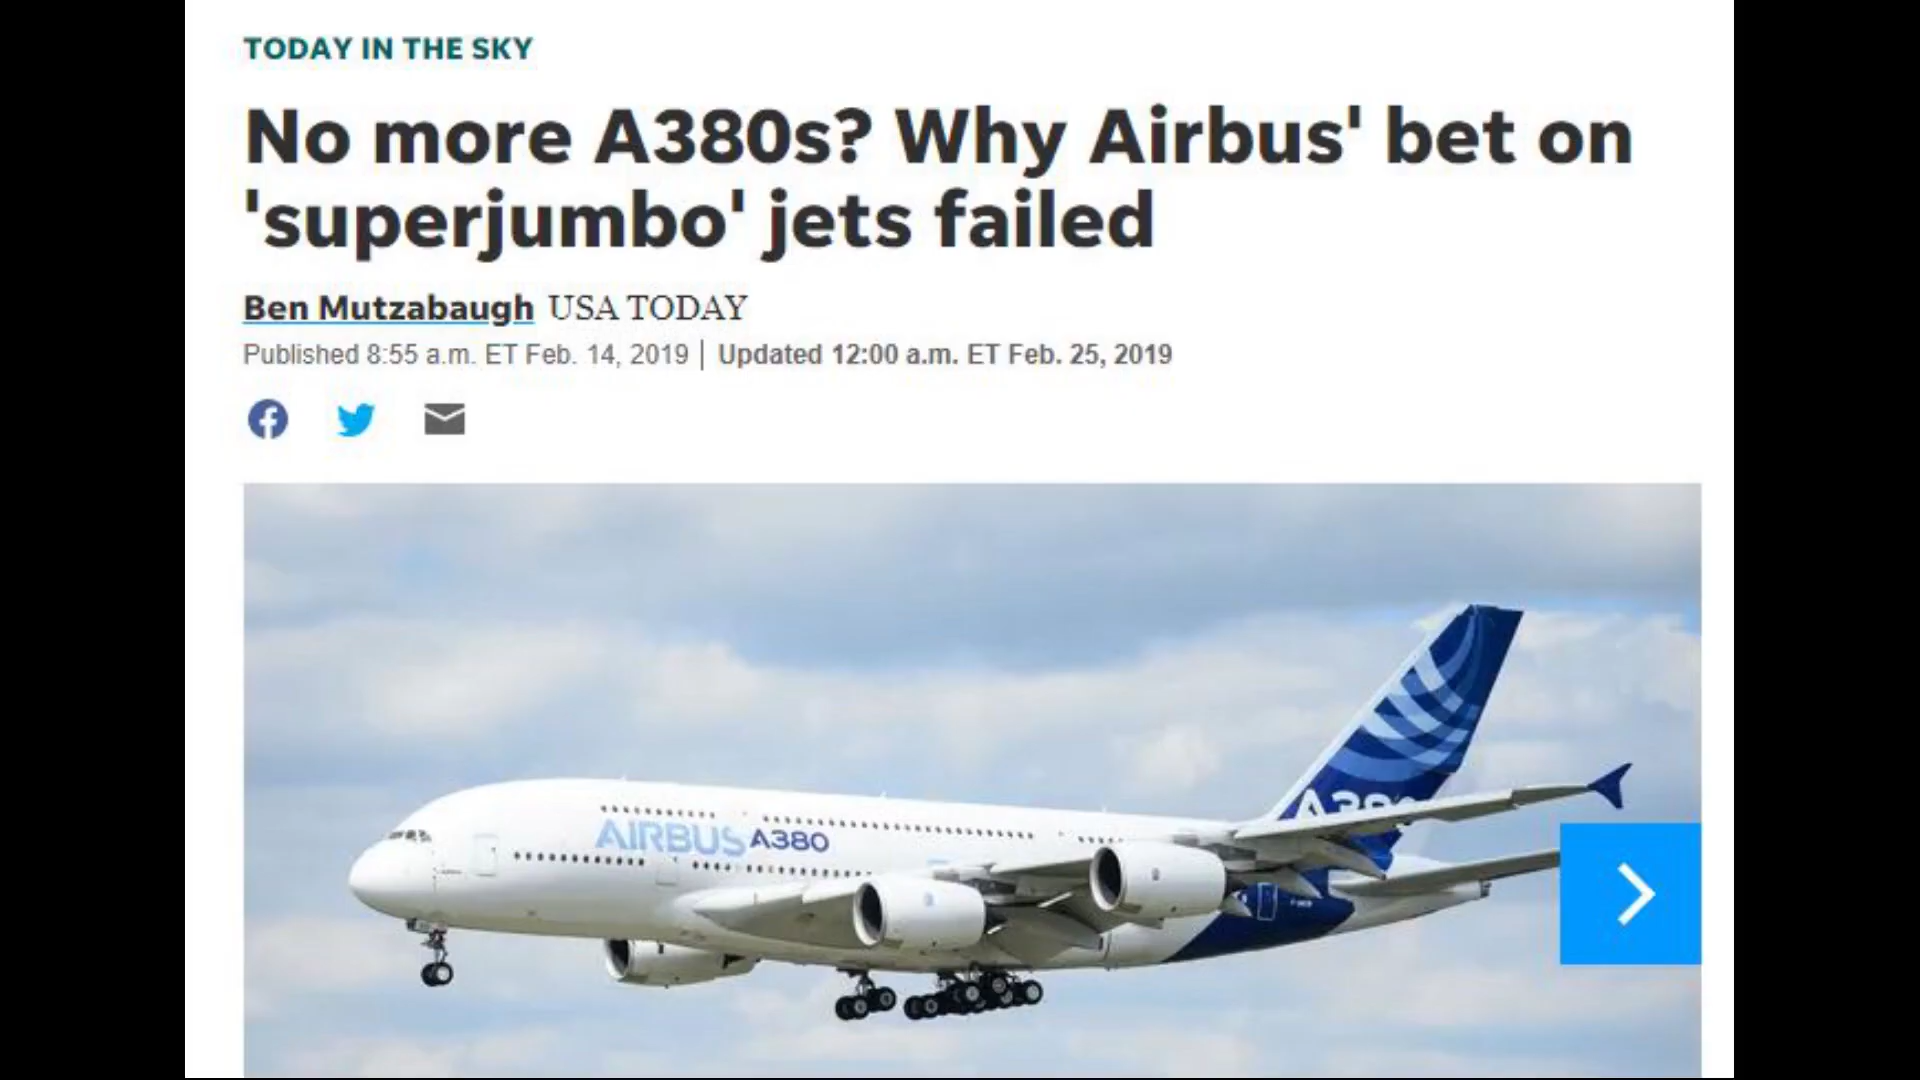 TODAY IN THE SKY
No more A380s? Why Airbus' bet on
'superjumbo' jets failed
Ben Mutzabaugh USA TODAY
Published 8:55 a.m. ET Feb. 14, 2019 | Updated 12:00 a.m. ET Feb. 25, 2019
A380
AIRBUS A380